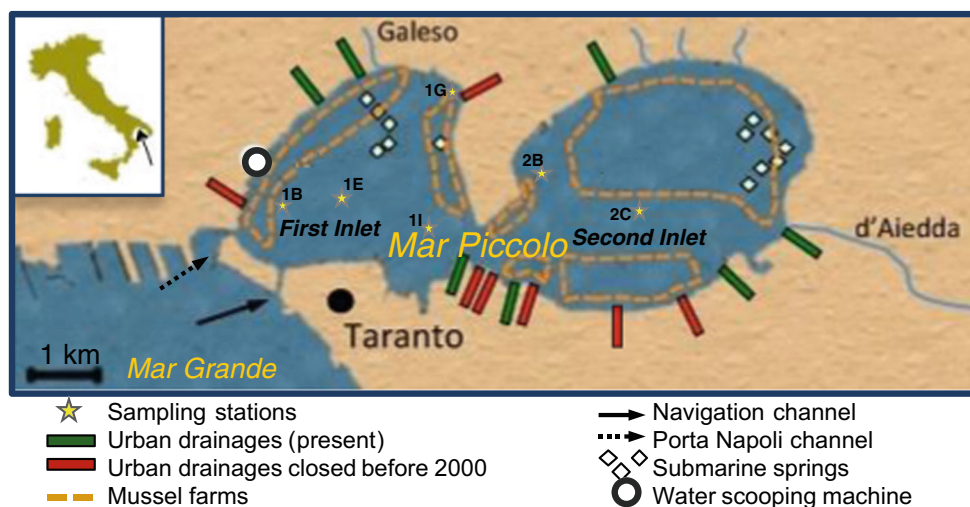 Galeso
1G
2B
1B
1E
2C
1I
First Inlet
Mar Piccolo
Second Inlet
d'Aiedda
Taranto
1 km
Mar Grande
Sampling stations
Urban drainages (present)
Urban drainages closed before 2000
Mussel farms
Navigation channel
Porta Napoli channel
Submarine springs
Water scooping machine